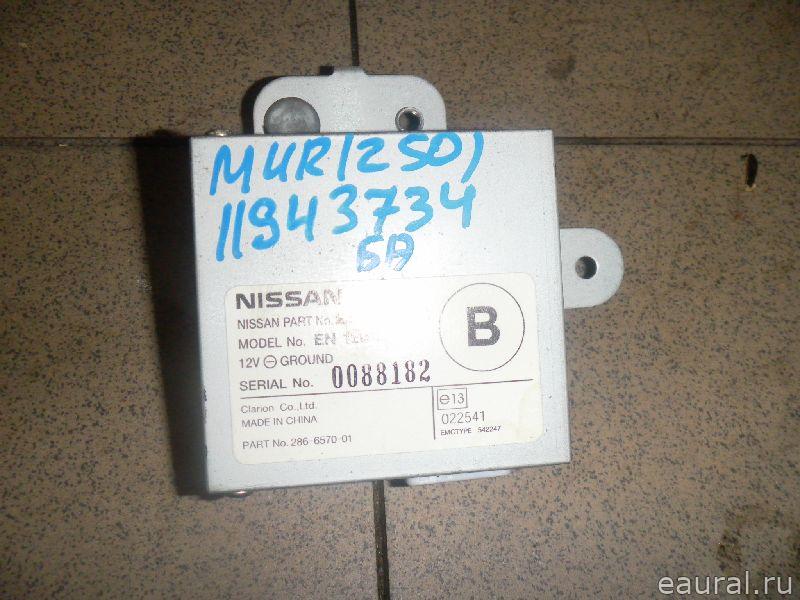 MUR(Z50)
11943734
БА
NISSAN
NISSAN PART No.
MODEL No. EN
12V ⊖ GROUND
SERIAL No. 0088182
Clarion Co.,Ltd.
MADE IN CHINA
PART No. 286-6570-01
B
e13
022541
EMCTYPE 542247
eaural.ru